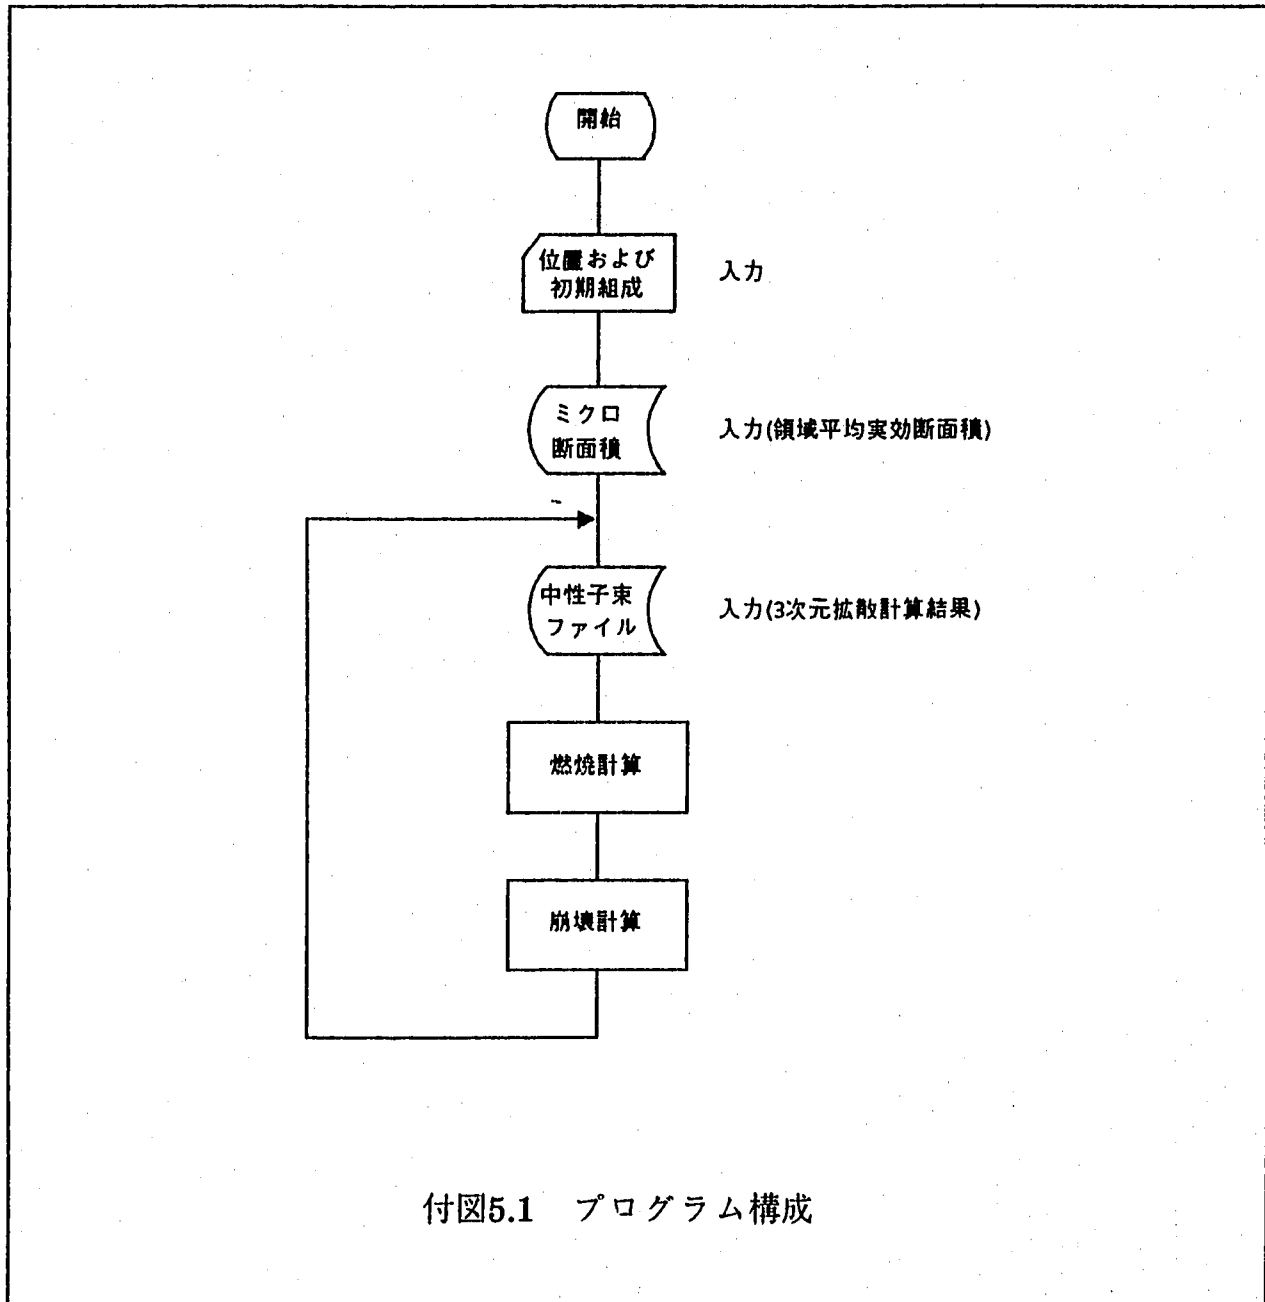 開始
位置および
初期組成
入力
ミクロ
断面積
入力(領域平均実効断面積)
中性子束
ファイル
入力(3次元拡散計算結果)
燃焼計算
崩壊計算
付図5.1 プログラム構成